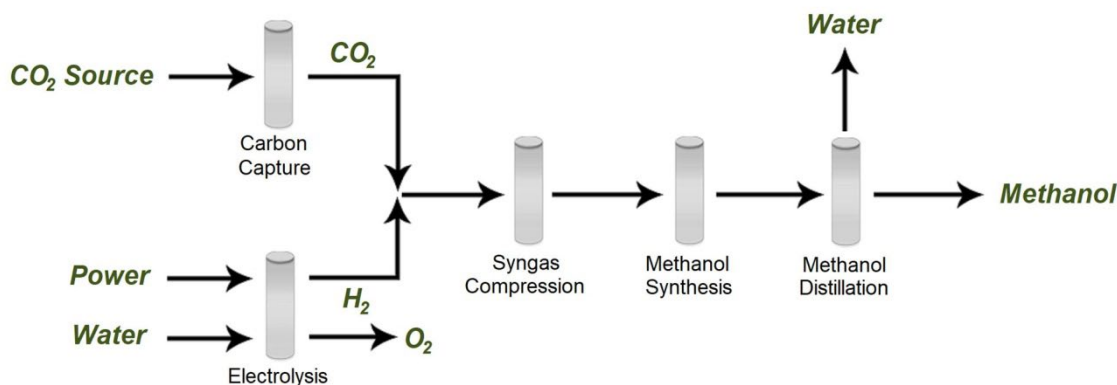 Water
CO₂ Source
CO₂
Carbon
Capture
Methanol
Syngas
Compression
Methanol
Synthesis
Methanol
Distillation
Power
H₂
Water
O₂
Electrolysis